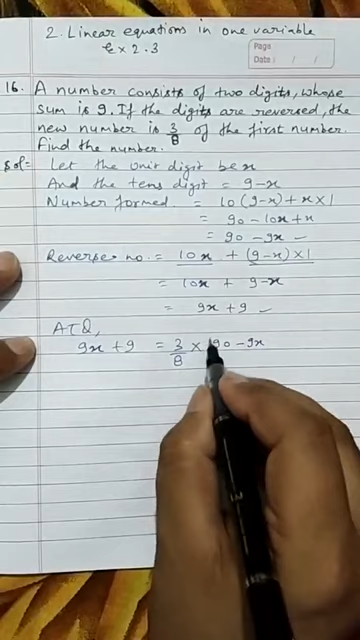 2. Linear equations in one variable
Ex 2.3
Page
Date : / /
16. A number consists of two digits, whose
sum is 9. If the digits are reversed, the
new number is 3/8 of the first number.
Find the number.
Sol= Let the unit digit be x
And the tens digit = 9-x
Number formed = 10(9-x) + x×1
= 90-10x+x
= 90-9x
Reverse no. = 10x + (9-x)×1
= 10x + 9-x
= 9x+9
ATQ,
9x+9 = 3/8 × (90-9x